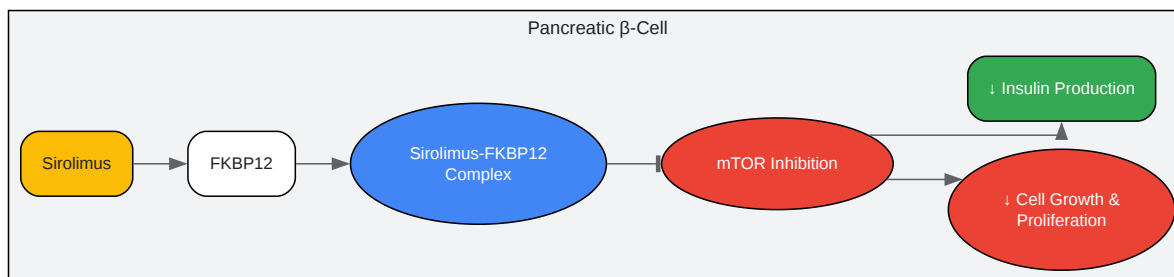 Pancreatic β-Cell
Sirolimus
FKBP12
Sirolimus-FKBP12
Complex
mTOR Inhibition
↓ Insulin Production
↓ Cell Growth &
Proliferation